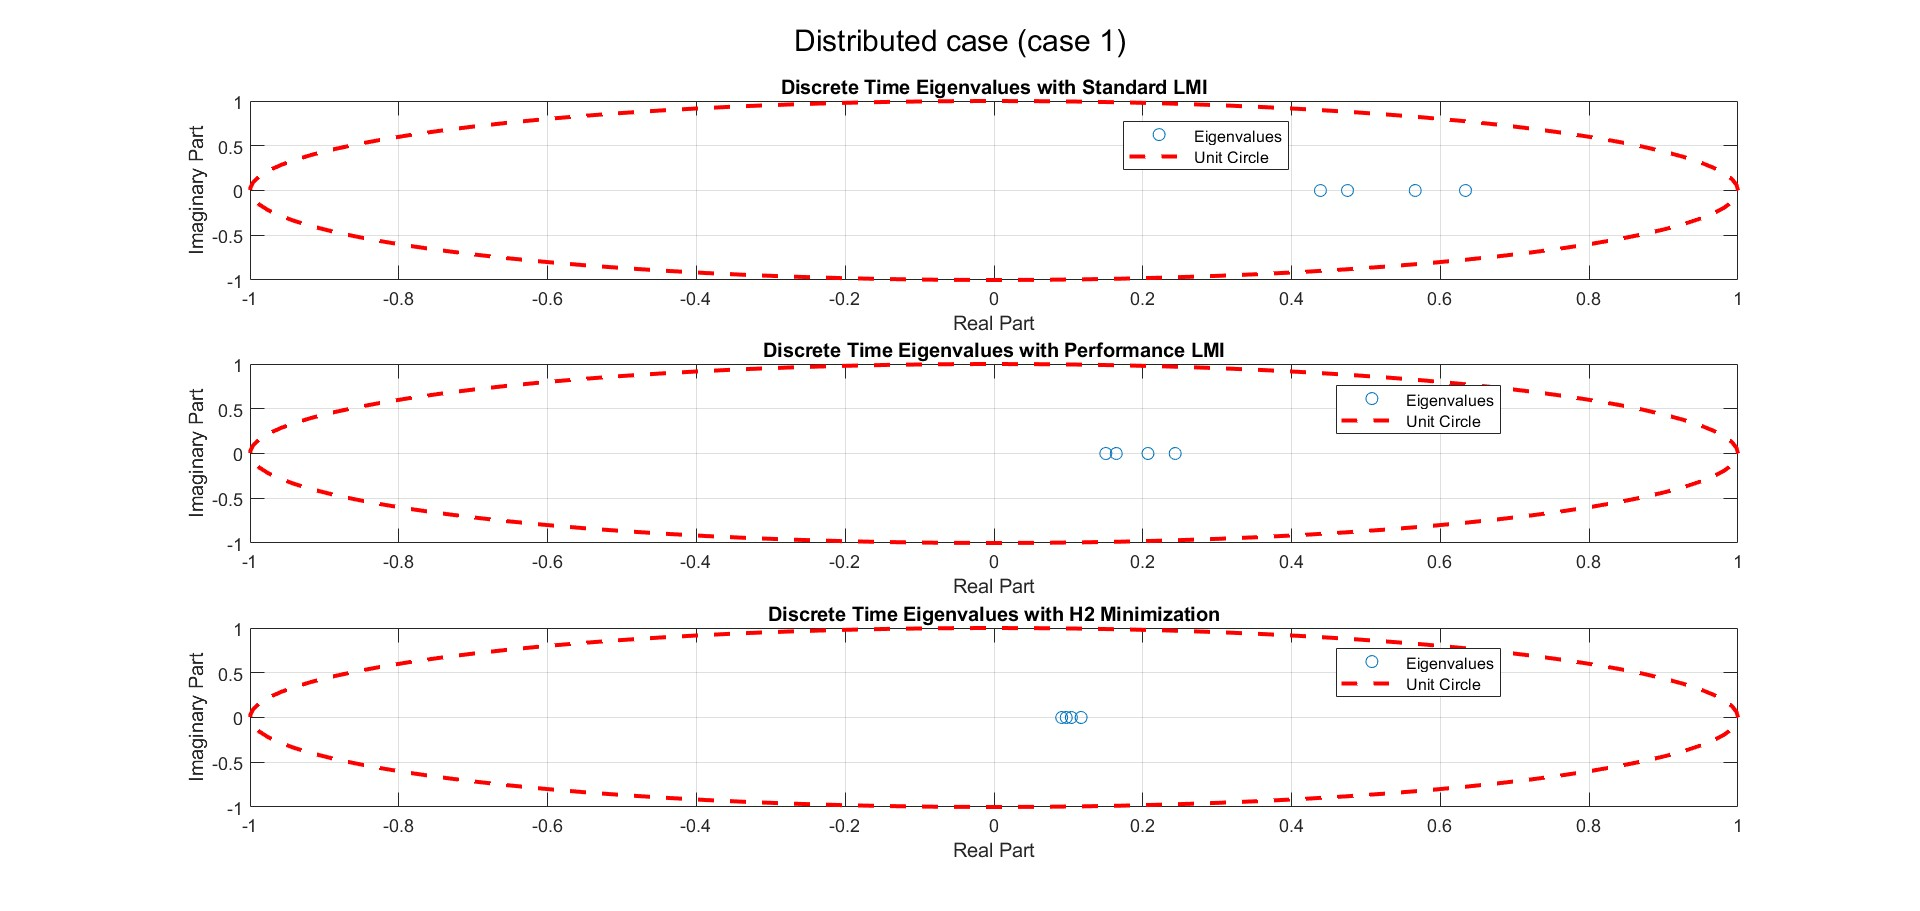 Distributed case (case 1)
Discrete Time Eigenvalues with Standard LMI
Imaginary Part
1
0.5
0
-0.5
-1
Eigenvalues
Unit Circle
-1 -0.8 -0.6 -0.4 -0.2 0 0.2 0.4 0.6 0.8 1
Real Part
Discrete Time Eigenvalues with Performance LMI
Imaginary Part
1
0.5
0
-0.5
-1
Eigenvalues
Unit Circle
-1 -0.8 -0.6 -0.4 -0.2 0 0.2 0.4 0.6 0.8 1
Real Part
Discrete Time Eigenvalues with H2 Minimization
Imaginary Part
1
0.5
0
-0.5
-1
Eigenvalues
Unit Circle
-1 -0.8 -0.6 -0.4 -0.2 0 0.2 0.4 0.6 0.8 1
Real Part